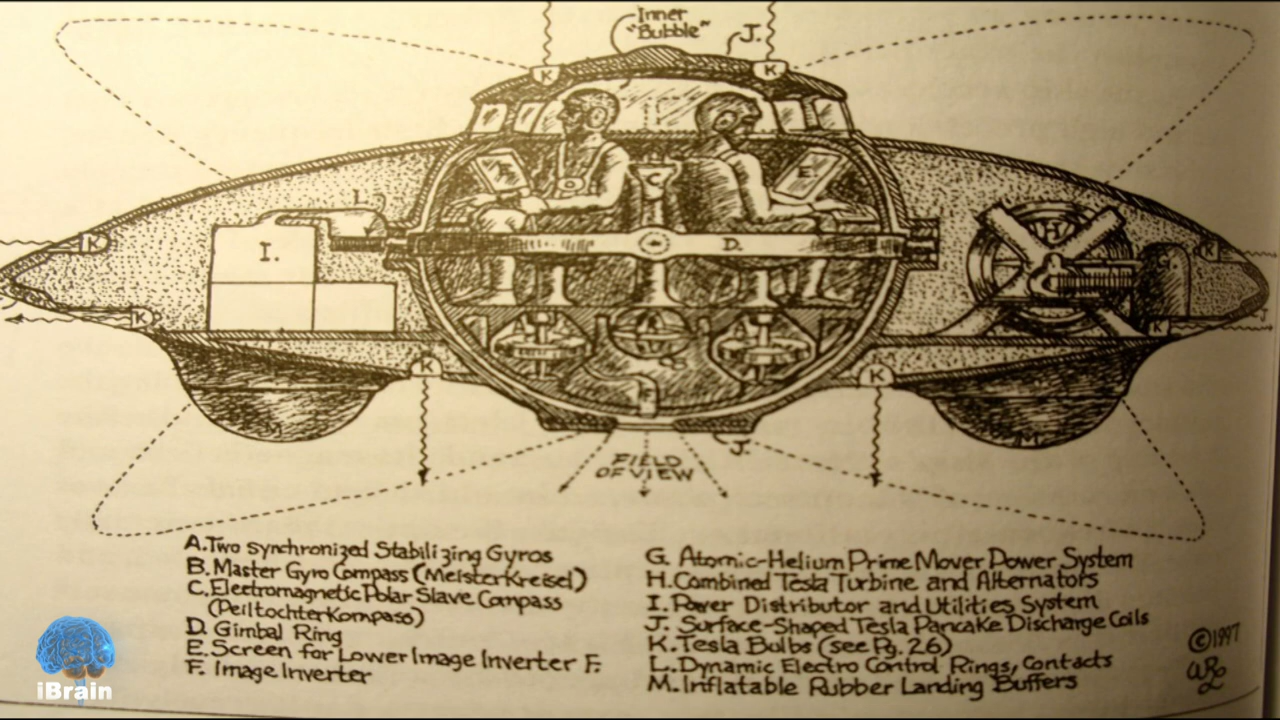 Inner
"Bubble"
J.
K
K
E
E.
C
L
I.
H
D.
G
K
K
K
K
J
A
B
A
F
K
K
M
M
J.
FIELD
OF VIEW
A. Two synchronized Stabilizing Gyros
B. Master Gyro Compass (Meisterkreisel)
C. Electromagnetic Polar Slave Compass
(Peiltochterkompass)
D. Gimbal Ring
E. Screen for Lower Image Inverter F.
F. Image Inverter
G. Atomic-Helium Prime Mover Power System
H. Combined Tesla Turbine and Alternators
I. Power Distributor and Utilities System
J. Surface-Shaped Tesla Pancake Discharge Coils
K. Tesla Bulbs (see Pg. 26)
L. Dynamic Electro Control Rings, Contacts
M. Inflatable Rubber Landing Buffers
©1997
iBrain